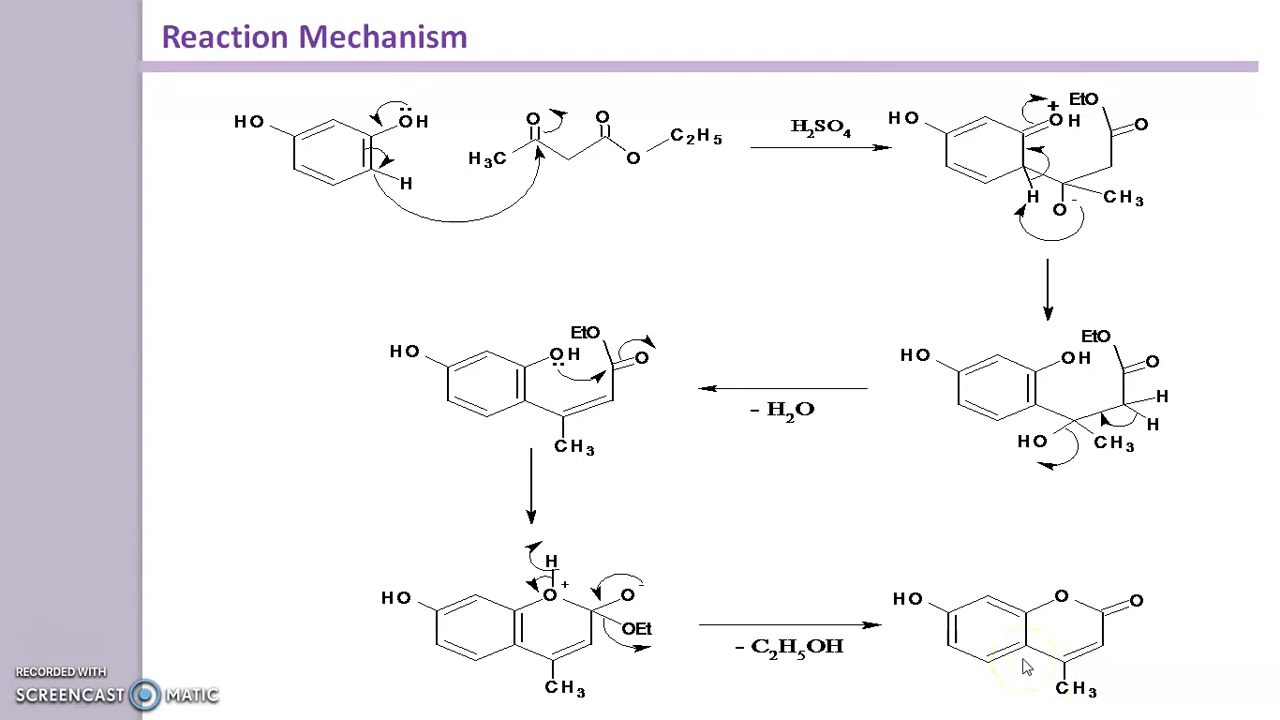 Reaction Mechanism
HO
OH
H
O
O
H₃C
O
C₂H₅
H₂SO₄
HO
+
OH
EtO
O
H
O⁻
CH₃
HO
OH
EtO
O
CH₃
- H₂O
HO
OH
EtO
O
H
H
HO
CH₃
HO
H
O
+
O⁻
OEt
CH₃
- C₂H₅OH
HO
O
O
CH₃
RECORDED WITH
SCREENCAST MATIC